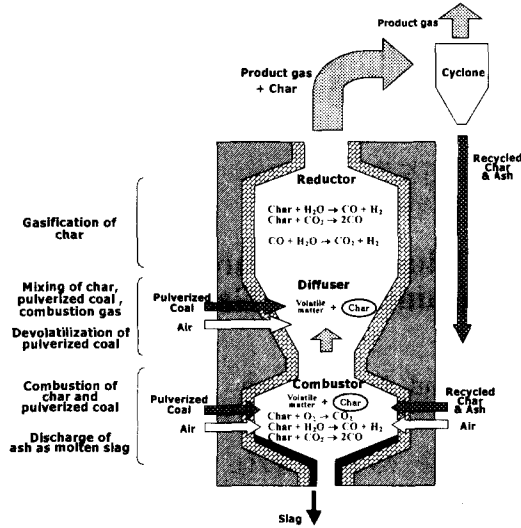 Product gas
Product gas
+ Char
Cyclone
Recycled
Char
& Ash
Reductor
Char + H2O → CO + H2
Char + CO2 → 2CO
CO + H2O → CO2 + H2
Gasification of
char
Diffuser
Volatile
matter + Char
Mixing of char,
pulverized coal ,
combustion gas
Devolatilization of
pulverized coal
Pulverized
Coal
Air
Combustor
Volatile
matter + Char
Char + O2 → CO2
Char + H2O → CO + H2
Char + CO2 → 2CO
Combustion of
char and
pulverized coal
Discharge of
ash as molten slag
Pulverized
Coal
Air
Recycled
Char
& Ash
Air
Slag